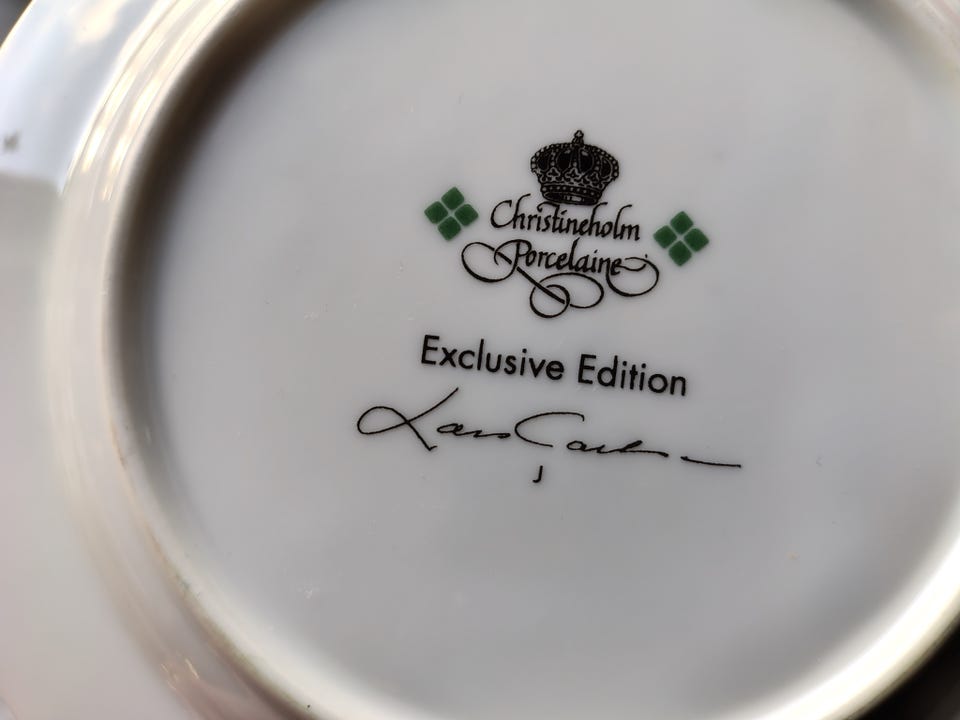 Christineholm
Porcelaine
Exclusive Edition
J